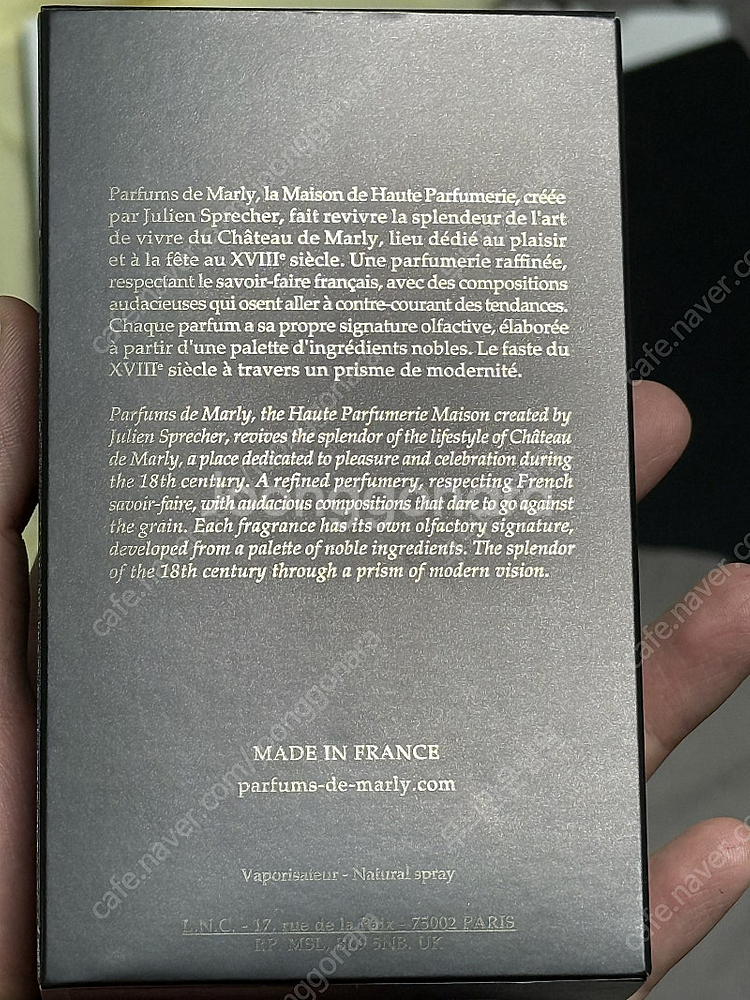 Parfums de Marly, la Maison de Haute Parfumerie, créée
par Julien Sprecher, fait revivre la splendeur de l'art
de vivre du Château de Marly, lieu dédié au plaisir
et à la fête au XVIIIe siècle. Une parfumerie raffinée,
respectant le savoir-faire français, avec des compositions
audacieuses qui osent aller à contre-courant des tendances.
Chaque parfum a sa propre signature olfactive, élaborée
à partir d'une palette d'ingrédients nobles. Le faste du
XVIIIe siècle à travers un prisme de modernité.
Parfums de Marly, the Haute Parfumerie Maison created by
Julien Sprecher, revives the splendor of the lifestyle of Château
de Marly, a place dedicated to pleasure and celebration during
the 18th century. A refined perfumery, respecting French
savoir-faire, with audacious compositions that dare to go against
the grain. Each fragrance has its own olfactory signature,
developed from a palette of noble ingredients. The splendor
of the 18th century through a prism of modern vision.
MADE IN FRANCE
parfums-de-marly.com
Vaporisateur - Natural spray
L.N.C. - 17, rue de la Paix - 75002 PARIS
RP, MSL, 5NB, UK
cafe.naver.com/joonggonara